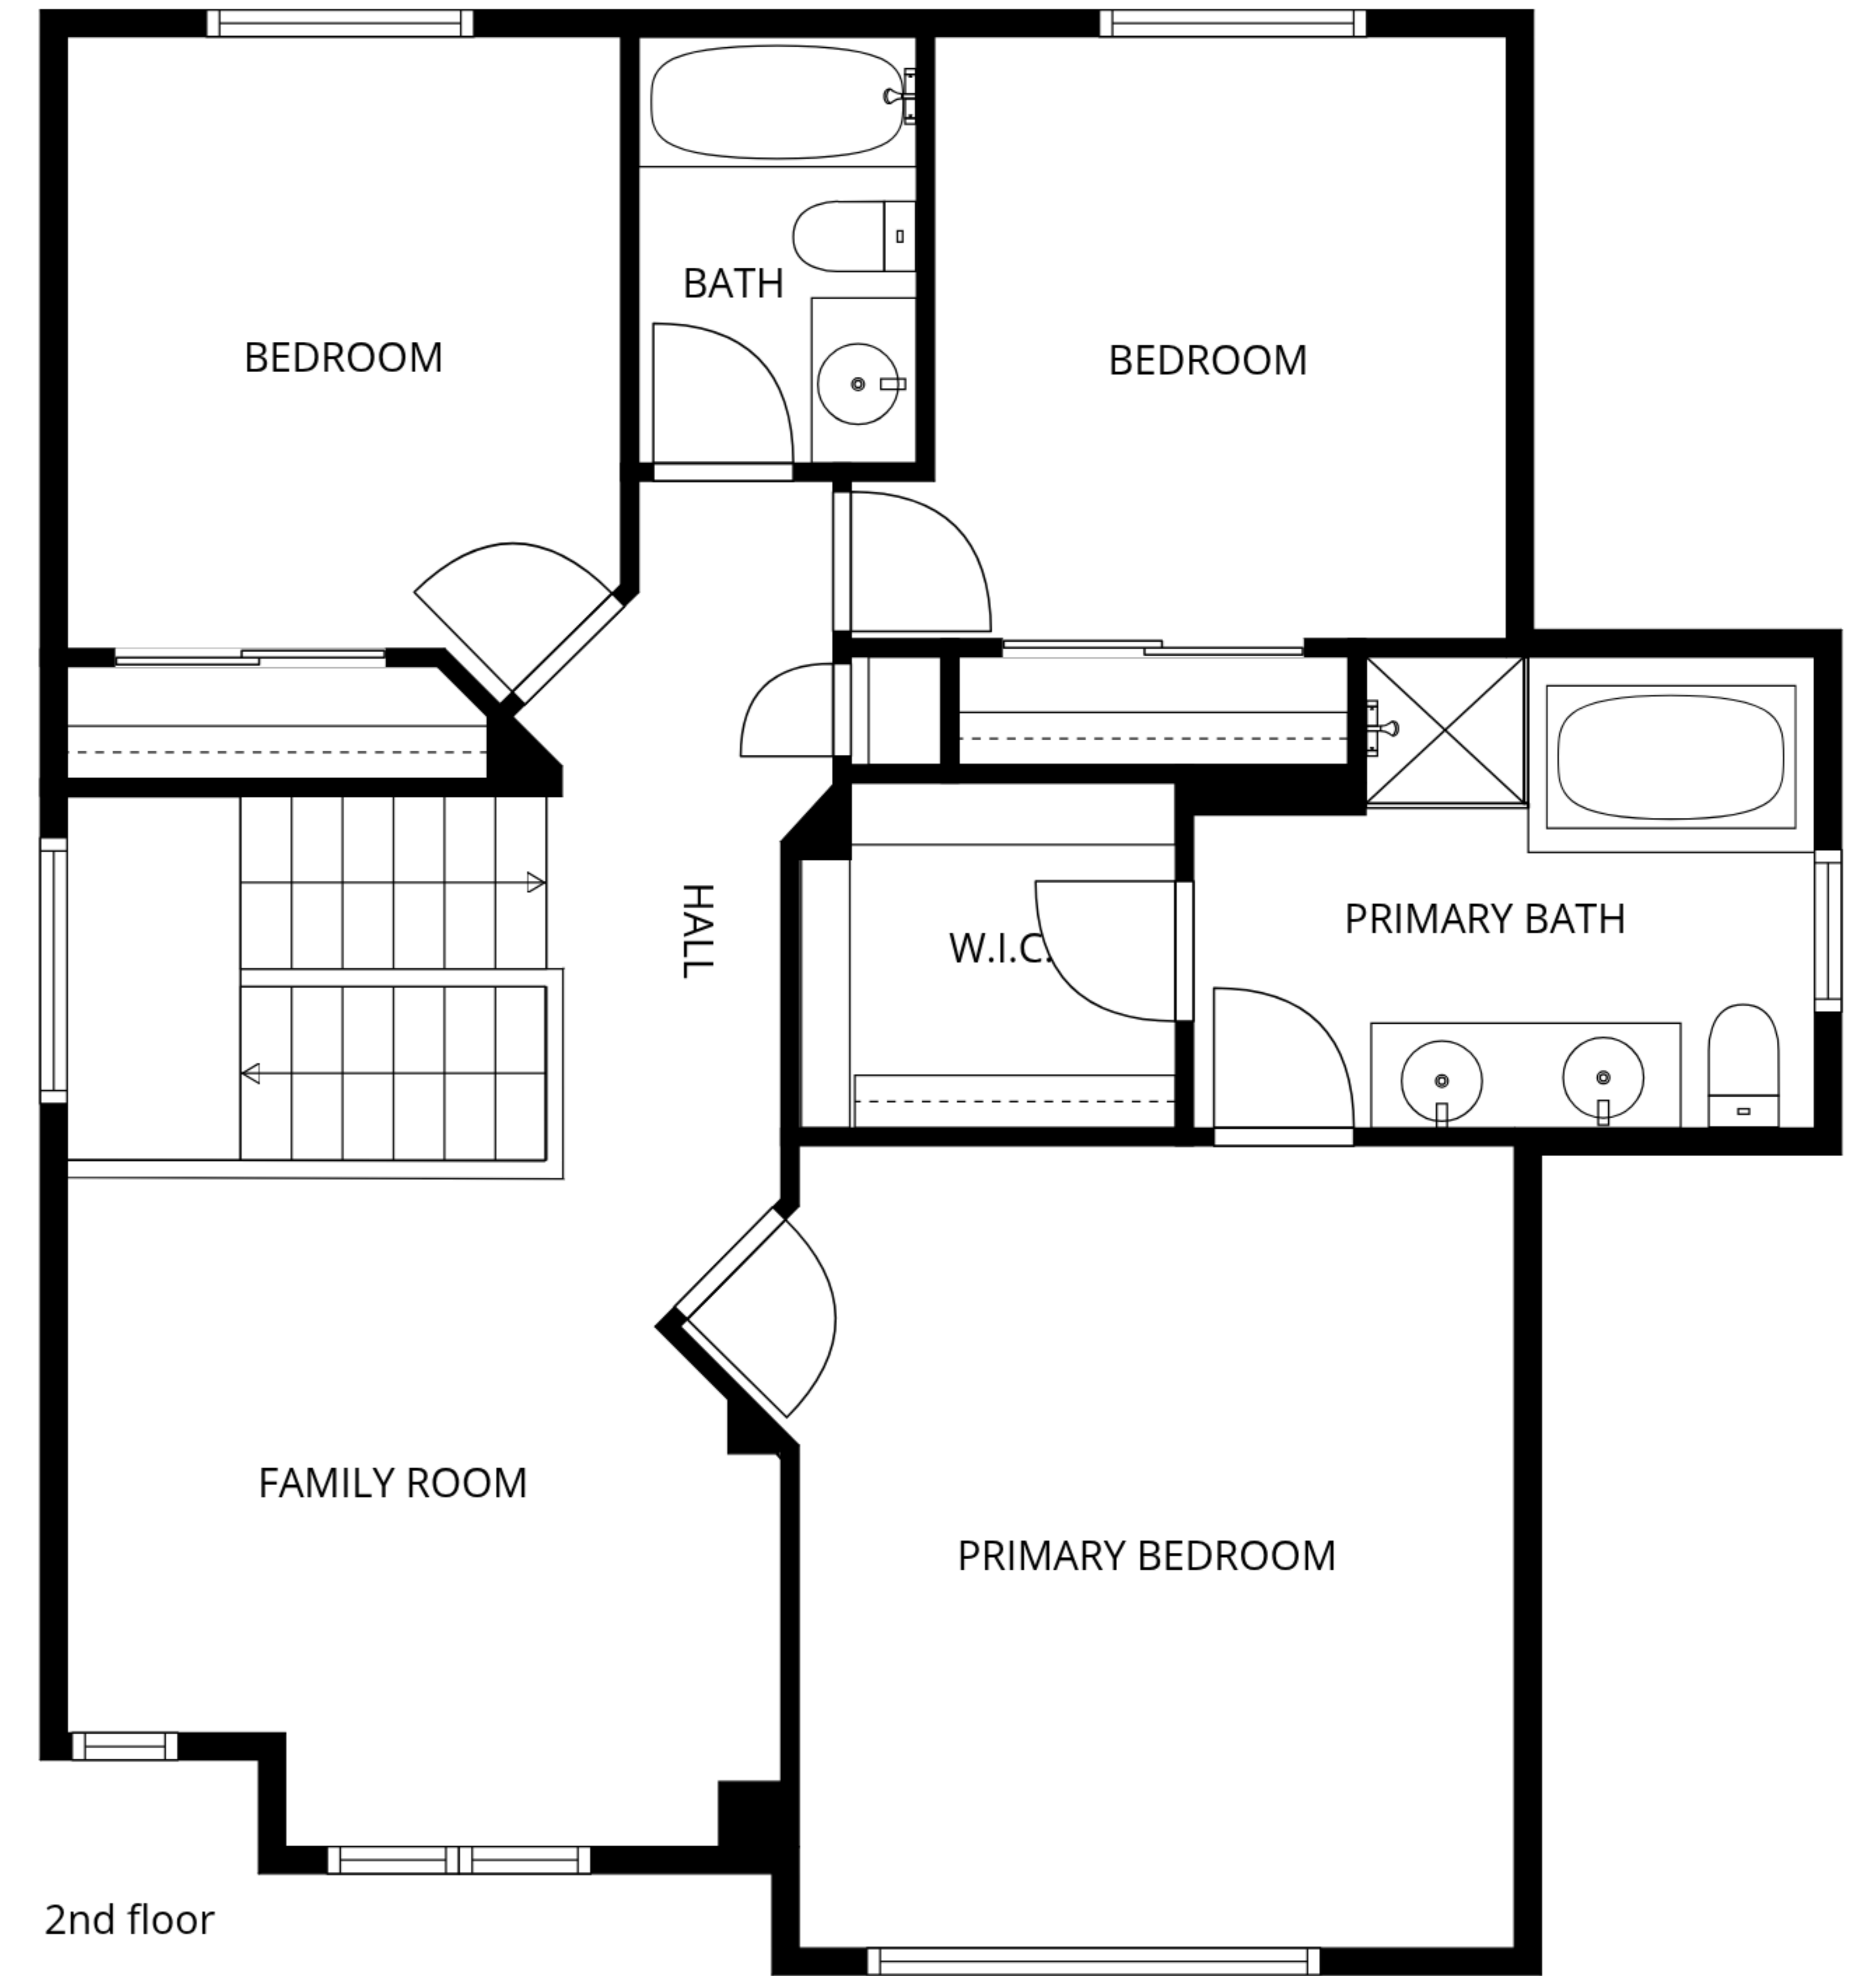 BATH
BEDROOM
BEDROOM
HALL
W.I.C.
PRIMARY BATH
FAMILY ROOM
PRIMARY BEDROOM
2nd floor